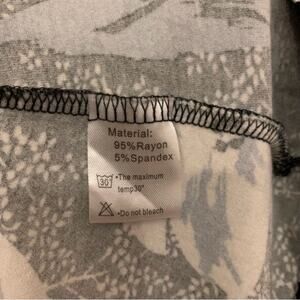 Material:
95%Rayon
5%Spandex
30 •The maximum
temp30°
•Do not bleach